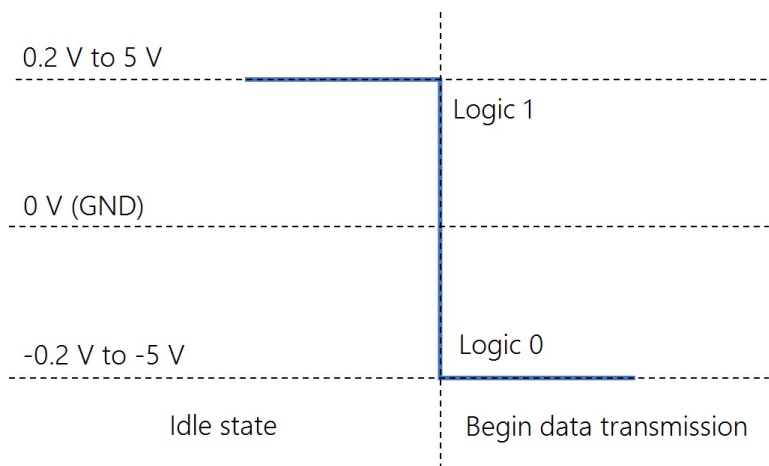 0.2 V to 5 V
Logic 1
0 V (GND)
Logic 0
-0.2 V to -5 V
Idle state
Begin data transmission